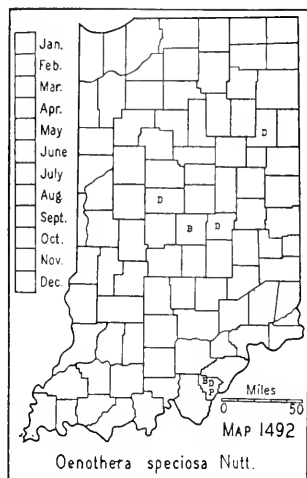 Jan.
Feb.
Mar.
Apr.
May
June
July
Aug
Sept.
Oct.
Nov.
Dec.
D
D
B D
B D
P
Miles
0 50
MAP 1492
Oenothera speciosa Nutt.